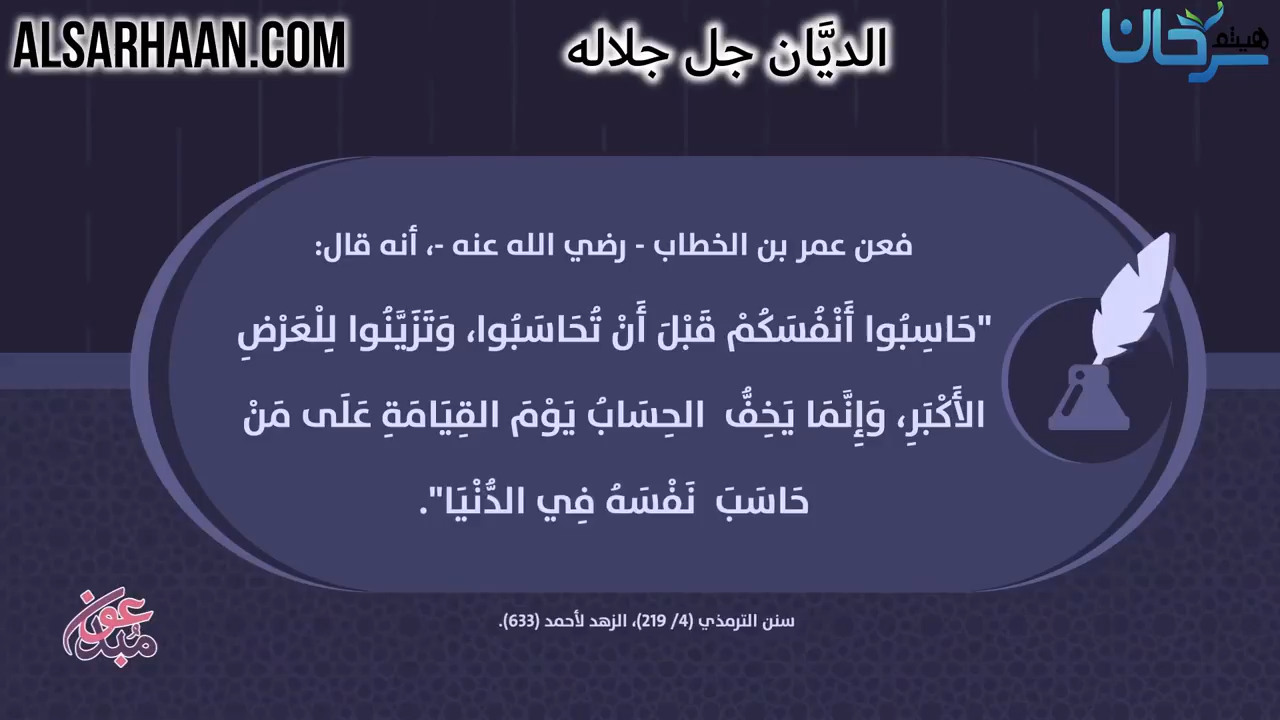 ALSARHAAN.COM
الديَّان جل جلاله
هيثم سرحان
فعن عمر بن الخطاب - رضي الله عنه -، أنه قال:
"حَاسِبُوا أَنْفُسَكُمْ قَبْلَ أَنْ تُحَاسَبُوا، وَتَزَيَّنُوا لِلْعَرْضِ
الأَكْبَرِ، وَإِنَّمَا يَخِفُّ الحِسَابُ يَوْمَ القِيَامَةِ عَلَى مَنْ
حَاسَبَ نَفْسَهُ فِي الدُّنْيَا".
سنن الترمذي (4/ 219)، الزهد لأحمد (633).